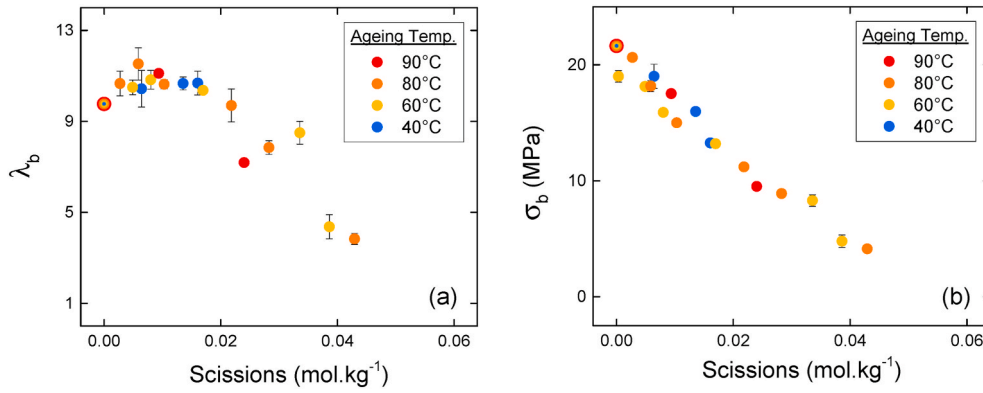 13
9
5
1
λb
Ageing Temp.
90°C
80°C
60°C
40°C
(a)
0.00 0.02 0.04 0.06
Scissions (mol.kg⁻¹)
20
10
0
σb (MPa)
Ageing Temp.
90°C
80°C
60°C
40°C
(b)
0.00 0.02 0.04 0.06
Scissions (mol.kg⁻¹)